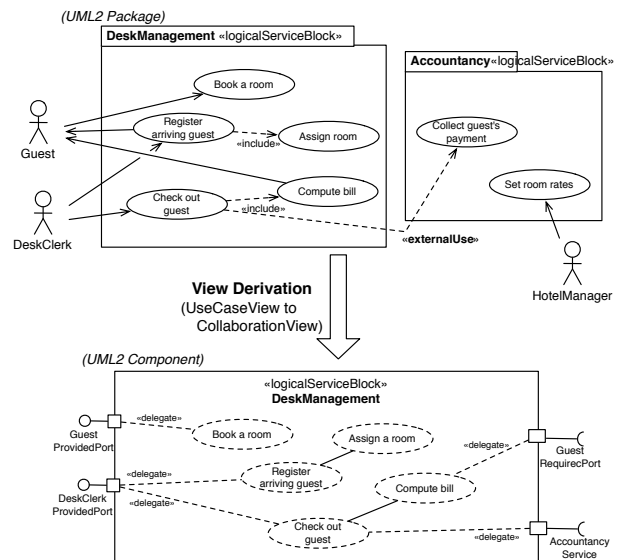 (UML2 Package)
DeskManagement «logicalServiceBlock»
Accountancy«logicalServiceBlock»
Book a room
Register
arriving guest
«include»
Assign room
Collect guest's
payment
Guest
Check out
guest
«include»
Compute bill
Set room rates
DeskClerk
«externalUse»
HotelManager
View Derivation
(UseCaseView to
CollaborationView)
(UML2 Component)
«logicalServiceBlock»
DeskManagement
Guest
ProvidedPort
«delegate»
Book a room
Assign a room
«delegate»
Guest
RequirecPort
DeskClerk
ProvidedPort
«delegate»
Register
arriving guest
Compute bill
«delegate»
Check out
guest
«delegate»
Accountancy
Service